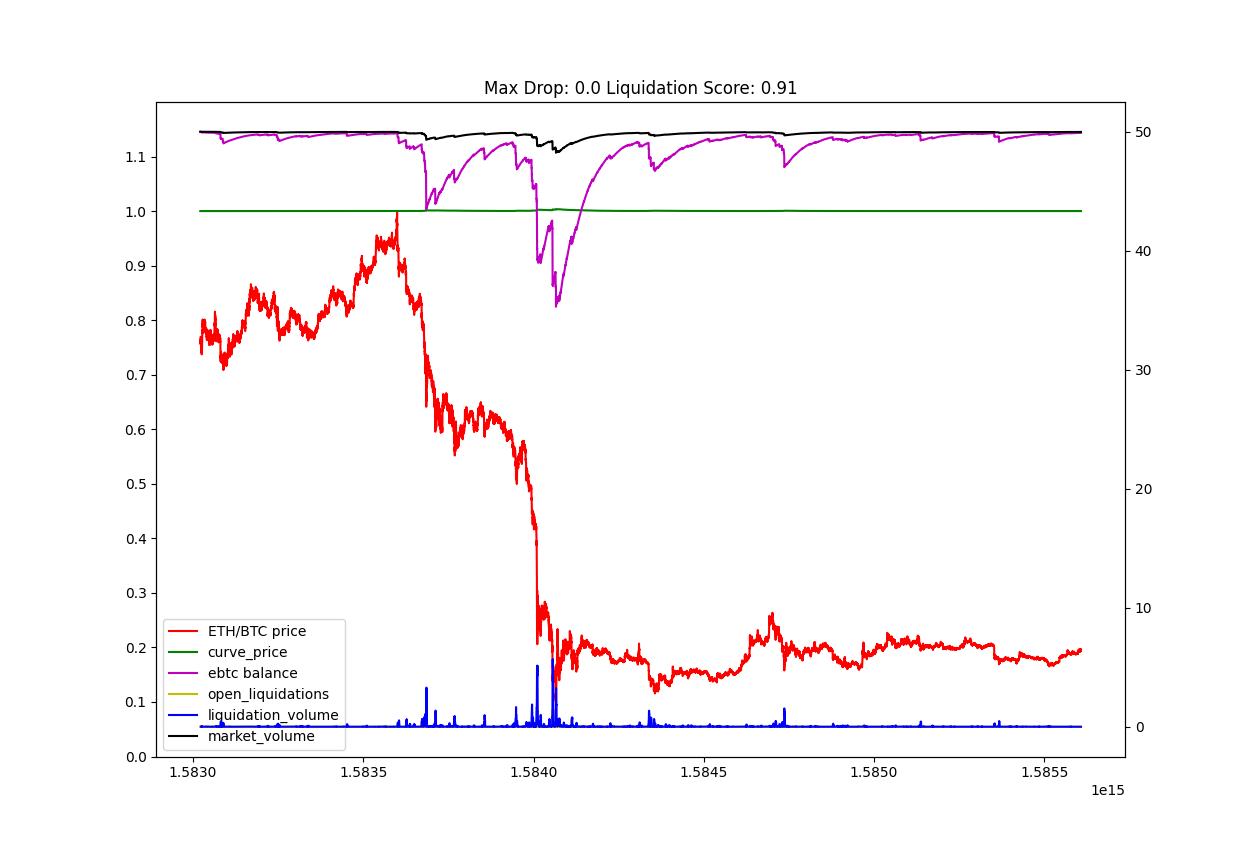 Max Drop: 0.0 Liquidation Score: 0.91
1.1
1.0
0.9
0.8
0.7
0.6
0.5
0.4
0.3
0.2
0.1
0.0
50
40
30
20
10
0
ETH/BTC price
curve_price
ebtc balance
open_liquidations
liquidation_volume
market_volume
1.5830 1.5835 1.5840 1.5845 1.5850 1.5855
1e15